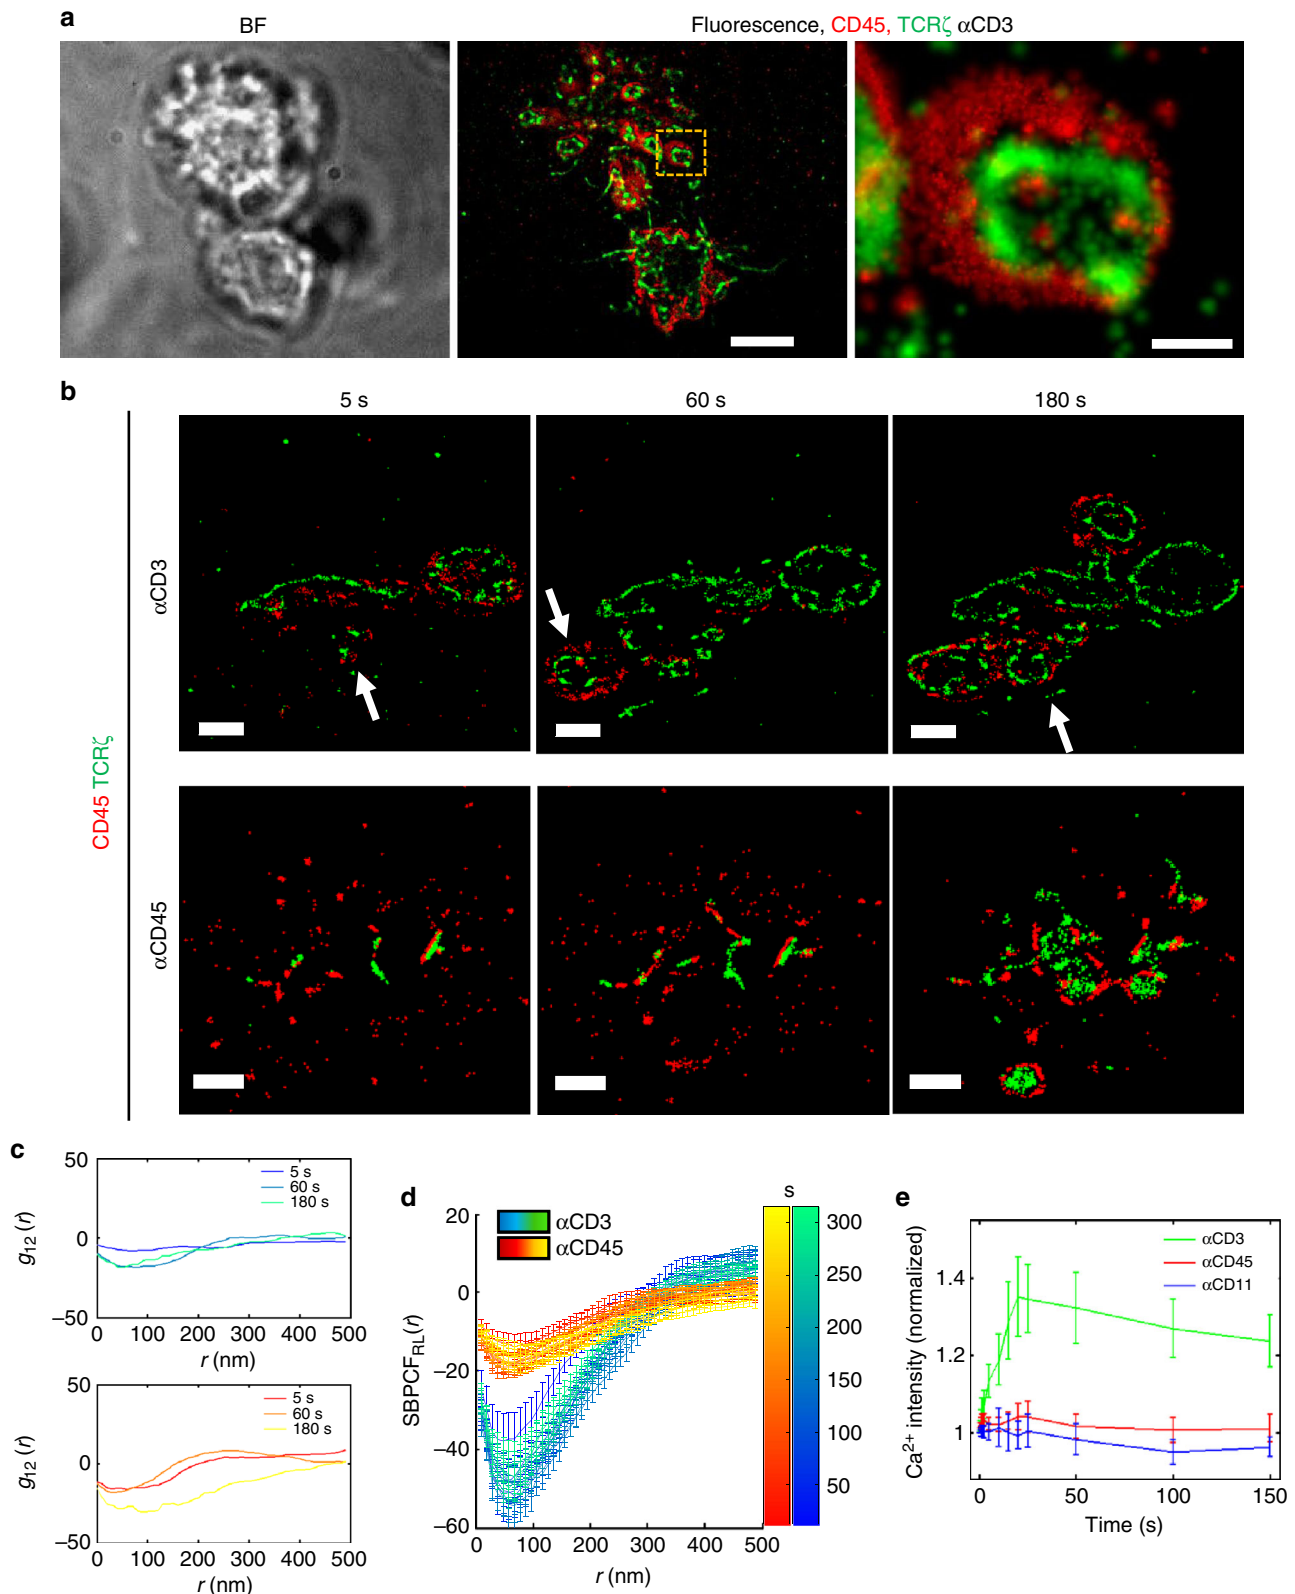 a
BF
Fluorescence, CD45, TCRζ αCD3
b
5 s
60 s
180 s
CD45 TCRζ
αCD3
αCD45
c
50
0
−50
g12 (r)
5 s
60 s
180 s
0 100 200 300 400 500
r (nm)
50
0
−50
g12 (r)
5 s
60 s
180 s
0 100 200 300 400 500
r (nm)
d
20
0
−20
−40
−60
SBPCFRL(r)
αCD3
αCD45
0 100 200 300 400 500
r (nm)
s
300
250
200
150
100
50
e
1.4
1.2
1
Ca2+ intensity (normalized)
αCD3
αCD45
αCD11
0 50 100 150
Time (s)